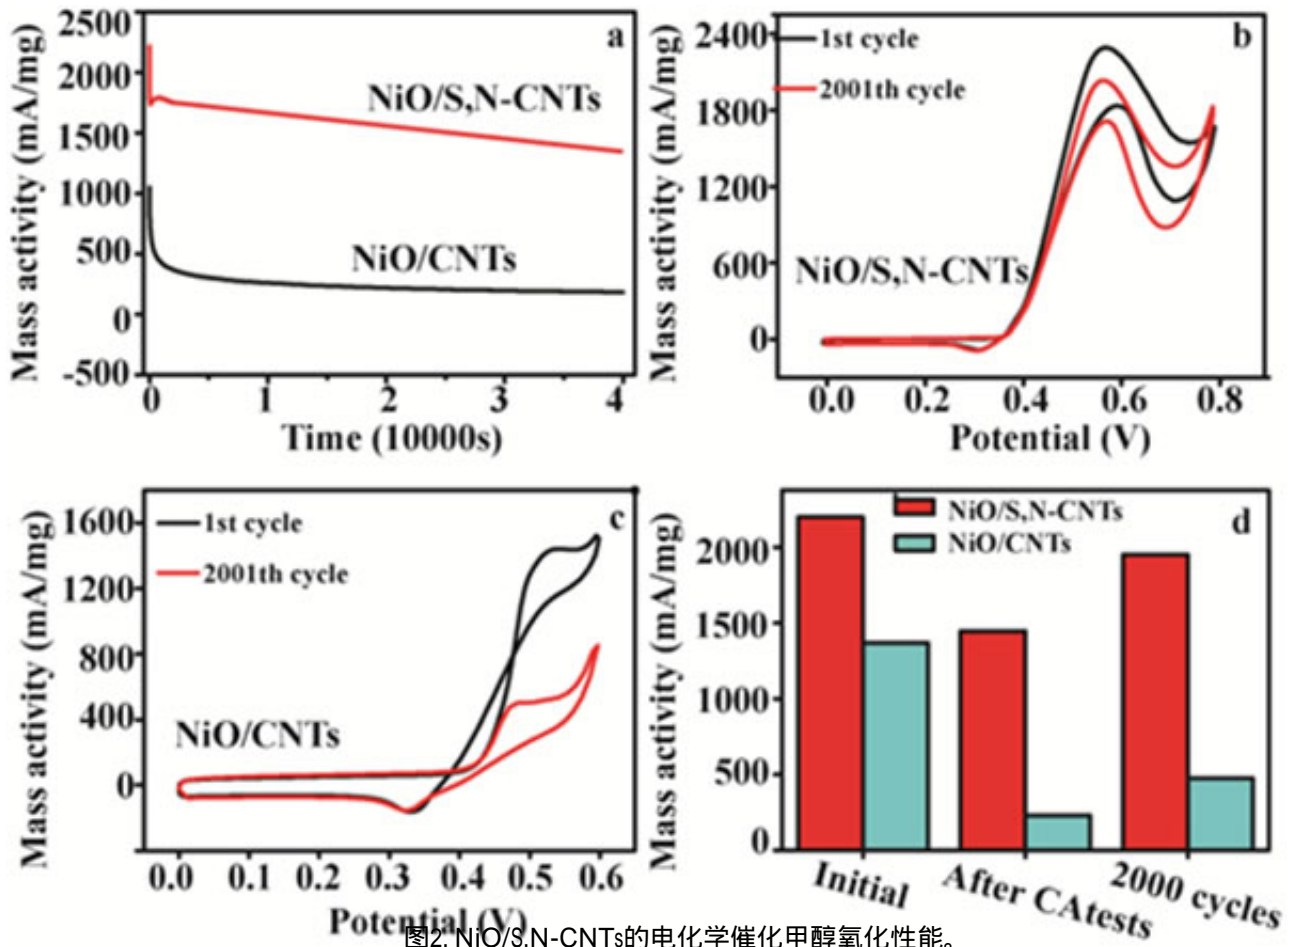 2500
2000
1500
1000
500
0
-500
Mass activity (mA/mg)
a
NiO/S,N-CNTs
NiO/CNTs
0 1 2 3 4
Time (10000s)
2400
1800
1200
600
0
Mass activity (mA/mg)
1st cycle
2001th cycle
b
NiO/S,N-CNTs
0.0 0.2 0.4 0.6 0.8
Potential (V)
1600
1200
800
400
0
Mass activity (mA/mg)
1st cycle
2001th cycle
c
NiO/CNTs
0.0 0.1 0.2 0.3 0.4 0.5 0.6
Potential (V)
2000
1500
1000
500
0
Mass activity (mA/mg)
NiO/S,N-CNTs
NiO/CNTs
d
Initial
After CAtests
2000 cycles
图2. NiO/S,N-CNTs的电化学催化甲醇氧化性能。